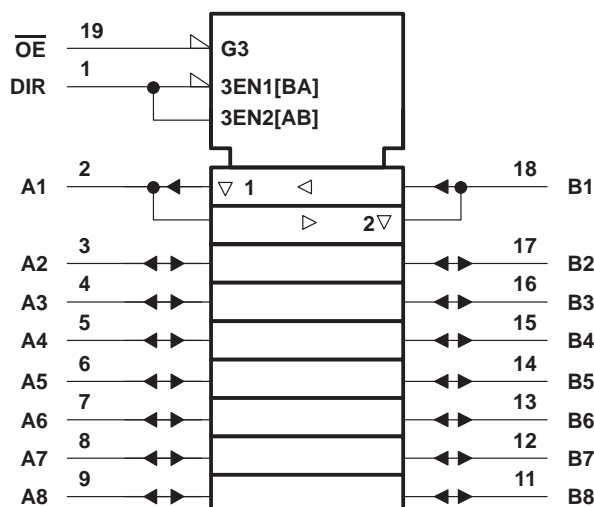 OE
19
G3
DIR
1
3EN1[BA]
3EN2[AB]
A1
2
▽ 1
◁
18
B1
▷
2▽
A2
3
17
B2
A3
4
16
B3
A4
5
15
B4
A5
6
14
B5
A6
7
13
B6
A7
8
12
B7
A8
9
11
B8